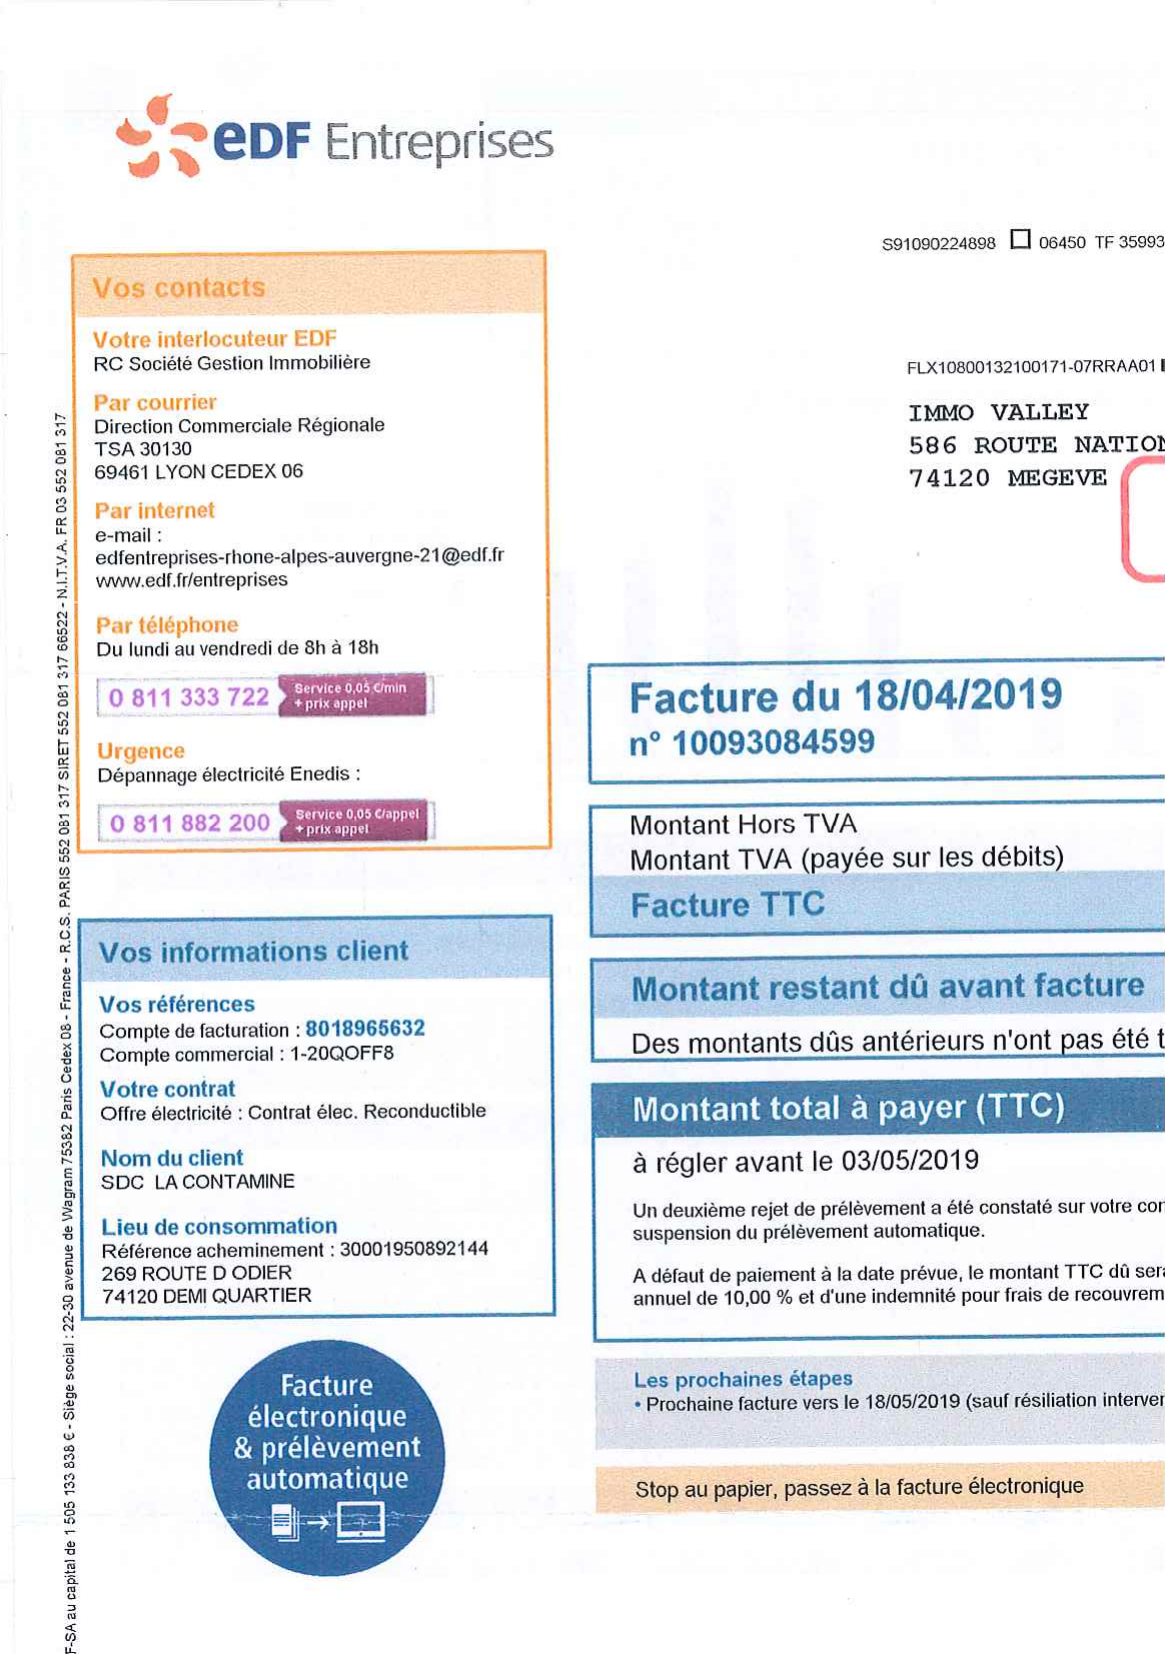 eDF Entreprises
S91090224898 06450 TF 35993
FLX10800132100171-07RRAA01
IMMO VALLEY
586 ROUTE NATION
74120 MEGEVE
Vos contacts
Votre interlocuteur EDF
RC Société Gestion Immobilière
Par courrier
Direction Commerciale Régionale
TSA 30130
69461 LYON CEDEX 06
Par internet
e-mail :
edfentreprises-rhone-alpes-auvergne-21@edf.fr
www.edf.fr/entreprises
Par téléphone
Du lundi au vendredi de 8h à 18h
0 811 333 722 Service 0,05 €/min
+ prix appel
Urgence
Dépannage électricité Enedis :
0 811 882 200 Service 0,05 €/appel
+ prix appel
Vos informations client
Vos références
Compte de facturation : 8018965632
Compte commercial : 1-20QOFF8
Votre contrat
Offre électricité : Contrat élec. Reconductible
Nom du client
SDC LA CONTAMINE
Lieu de consommation
Référence acheminement : 30001950892144
269 ROUTE D ODIER
74120 DEMI QUARTIER
Facture
électronique
& prélèvement
automatique
Facture du 18/04/2019
n° 10093084599
Montant Hors TVA
Montant TVA (payée sur les débits)
Facture TTC
Montant restant dû avant facture
Des montants dûs antérieurs n'ont pas été t
Montant total à payer (TTC)
à régler avant le 03/05/2019
Un deuxième rejet de prélèvement a été constaté sur votre cor
suspension du prélèvement automatique.
A défaut de paiement à la date prévue, le montant TTC dû sera
annuel de 10,00 % et d'une indemnité pour frais de recouvrem
Les prochaines étapes
• Prochaine facture vers le 18/05/2019 (sauf résiliation interver
Stop au papier, passez à la facture électronique
F-SA au capital de 1 505 133 838 € - Siège social : 22-30 avenue de Wagram 75382 Paris Cedex 08 - France - R.C.S. PARIS 552 081 317 SIRET 552 081 317 66522 - N.I.T.V.A. FR 03 552 081 317